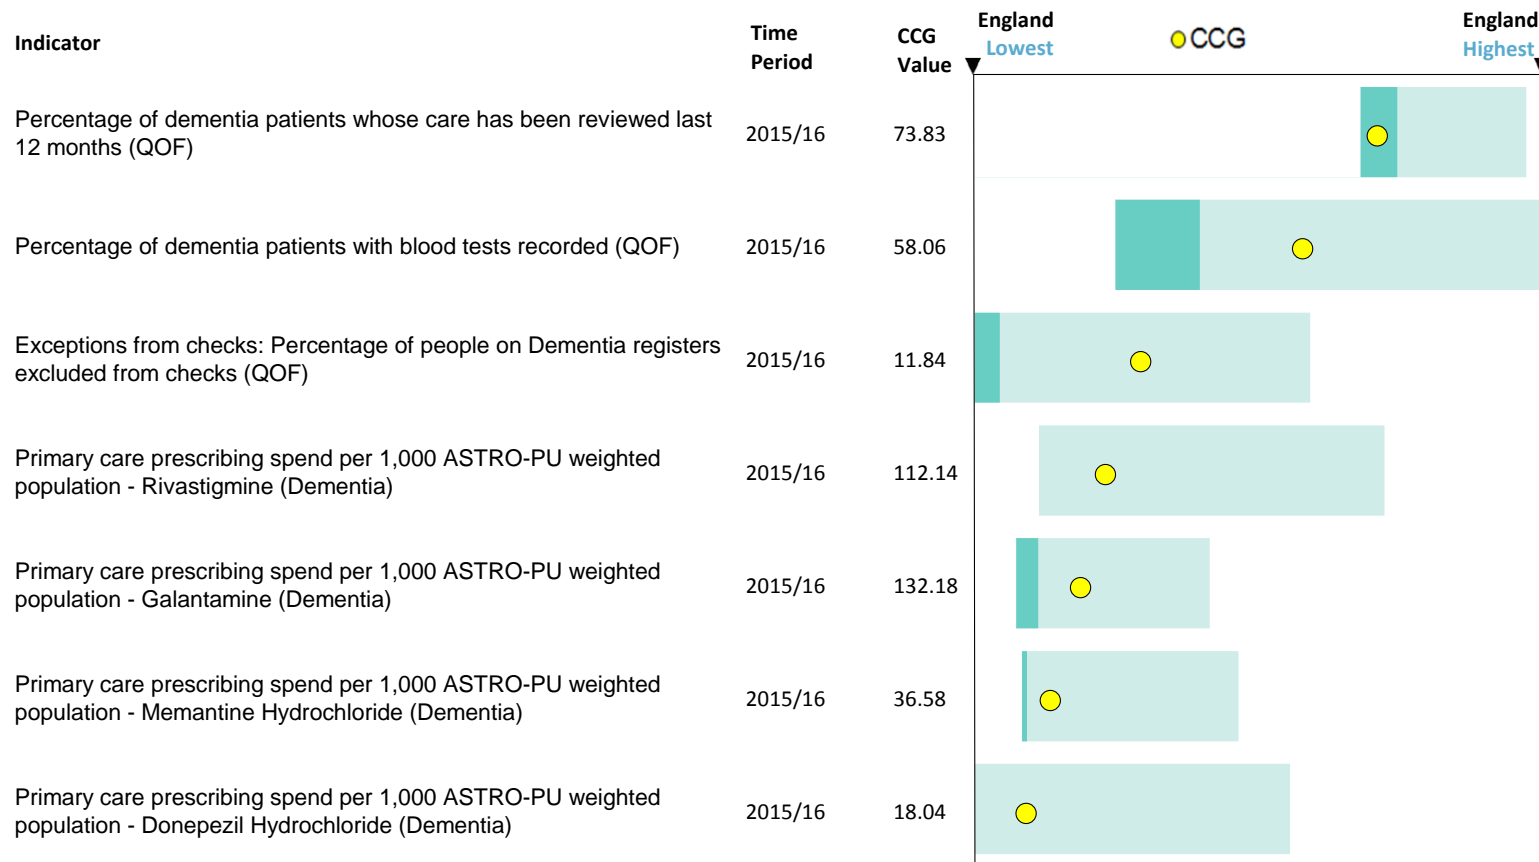 Indicator
Time
Period
CCG
Value
England
Lowest
CCG
England
Highest
Percentage of dementia patients whose care has been reviewed last
12 months (QOF)
2015/16
73.83
Percentage of dementia patients with blood tests recorded (QOF)
2015/16
58.06
Exceptions from checks: Percentage of people on Dementia registers
excluded from checks (QOF)
2015/16
11.84
Primary care prescribing spend per 1,000 ASTRO-PU weighted
population - Rivastigmine (Dementia)
2015/16
112.14
Primary care prescribing spend per 1,000 ASTRO-PU weighted
population - Galantamine (Dementia)
2015/16
132.18
Primary care prescribing spend per 1,000 ASTRO-PU weighted
population - Memantine Hydrochloride (Dementia)
2015/16
36.58
Primary care prescribing spend per 1,000 ASTRO-PU weighted
population - Donepezil Hydrochloride (Dementia)
2015/16
18.04